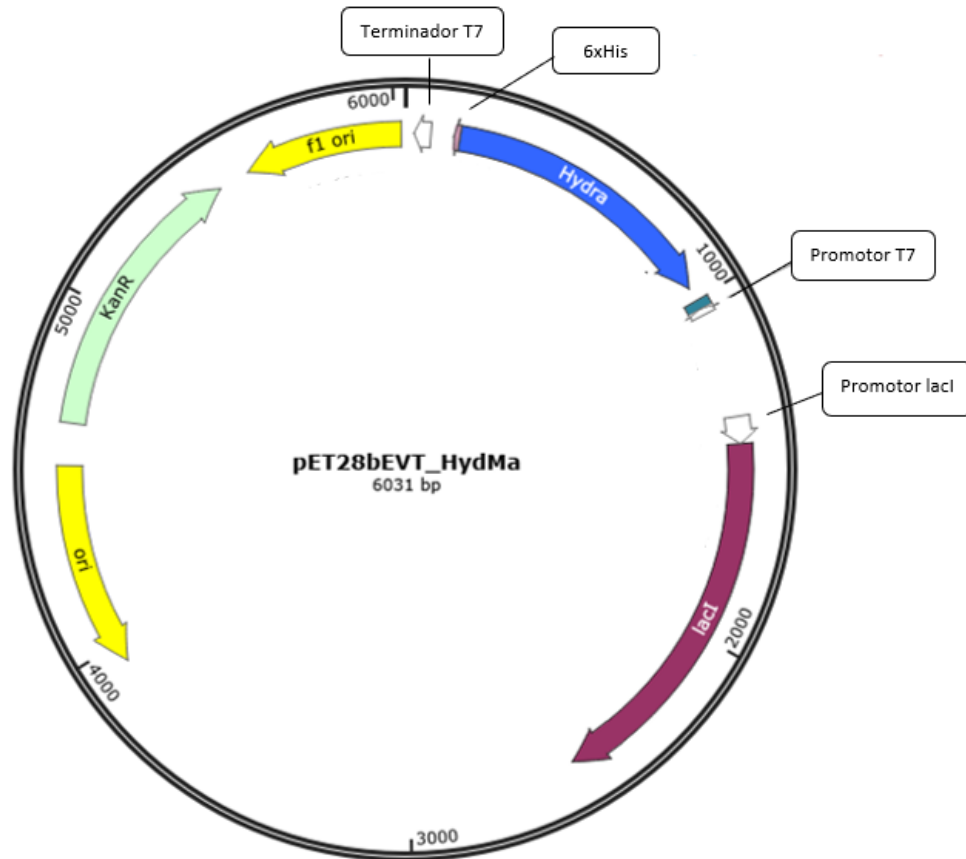 Terminador T7
6xHis
6000
f1 ori
Hydra
1000
Promotor T7
KanR
5000
Promotor lacI
pET28bEVT_HydMa
6031 bp
ori
lacI
2000
4000
3000